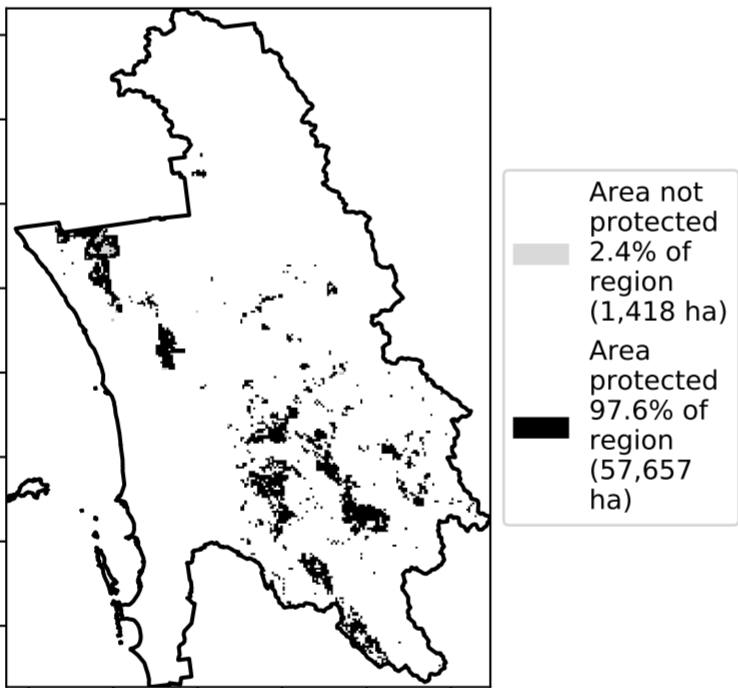 Area not
protected
2.4% of
region
(1,418 ha)
Area
protected
97.6% of
region
(57,657
ha)